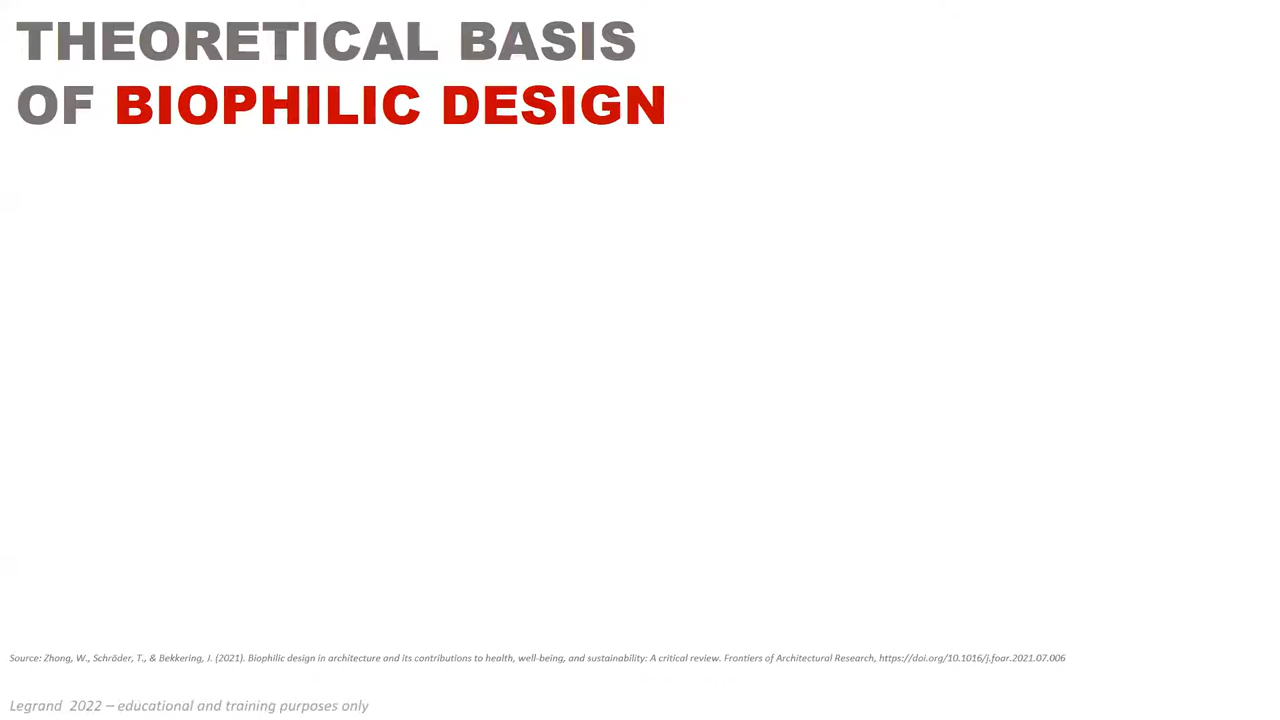 THEORETICAL BASIS
OF BIOPHILIC DESIGN
Source: Zhong, W., Schröder, T., & Bekkering, J. (2021). Biophilic design in architecture and its contributions to health, well-being, and sustainability: A critical review. Frontiers of Architectural Research, https://doi.org/10.1016/j.foar.2021.07.006
Legrand 2022 – educational and training purposes only